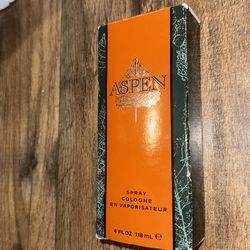 ASPEN
SPRAY
COLOGNE
EN VAPORISATEUR
4 FL OZ 118 mL ℮